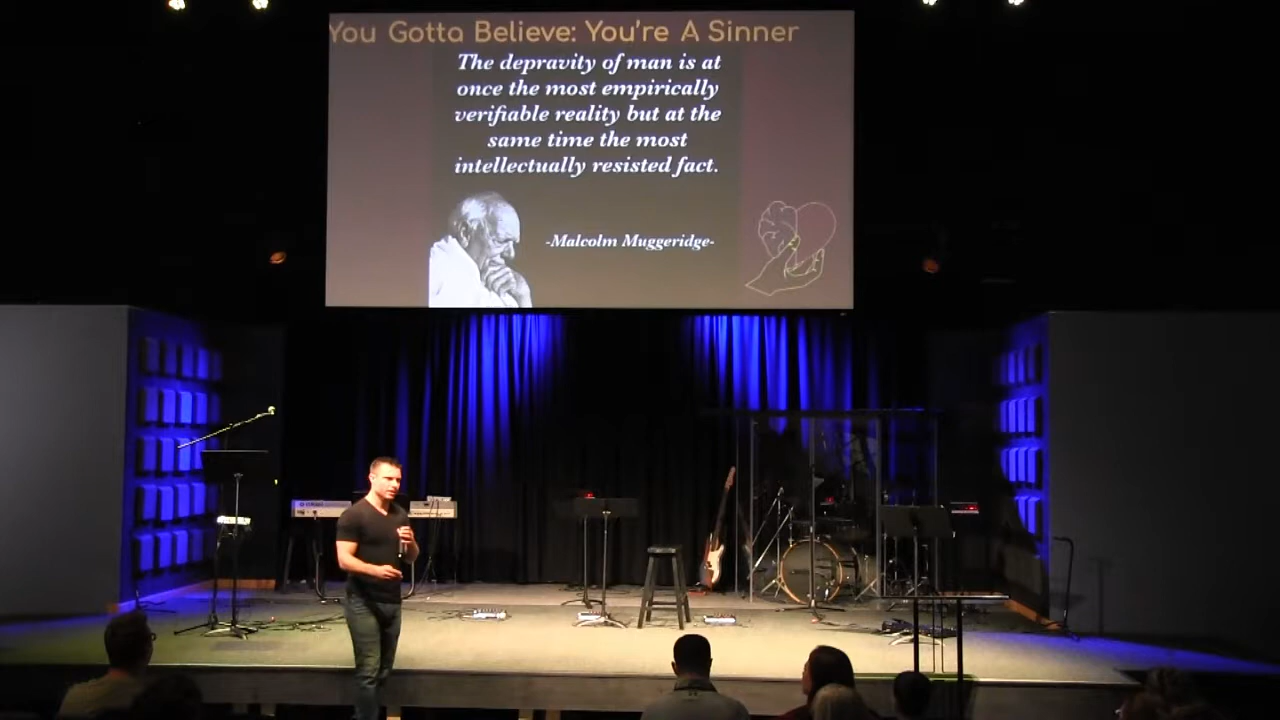 You Gotta Believe: You're A Sinner
The depravity of man is at
once the most empirically
verifiable reality but at the
same time the most
intellectually resisted fact.
-Malcolm Muggeridge-